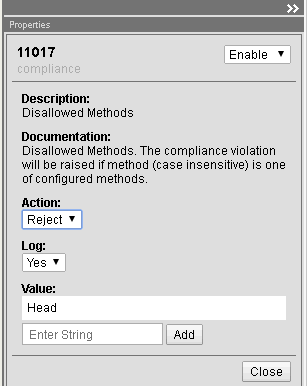 Properties
11017
Enable
compliance
Description:
Disallowed Methods
Documentation:
Disallowed Methods. The compliance violation
will be raised if method (case insensitive) is one
of configured methods.
Action:
Reject
Log:
Yes
Value:
Head
Enter String
Add
Close